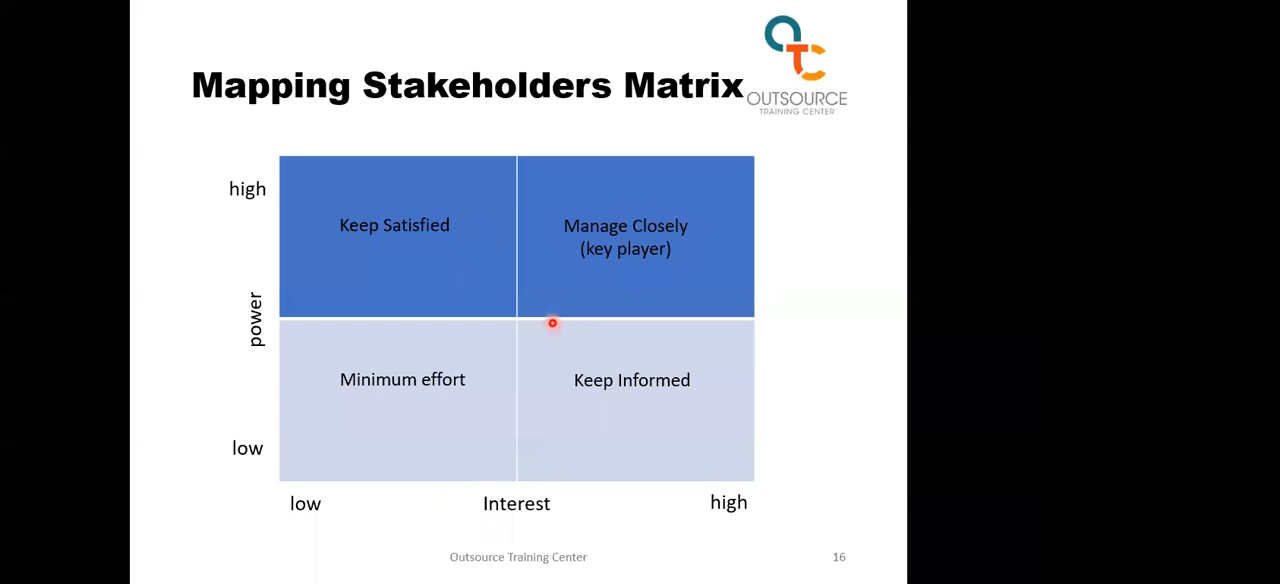 Mapping Stakeholders Matrix
OTC
OUTSOURCE
TRAINING CENTER
high
Keep Satisfied
Manage Closely
(key player)
power
Minimum effort
Keep Informed
low
low
Interest
high
Outsource Training Center
16